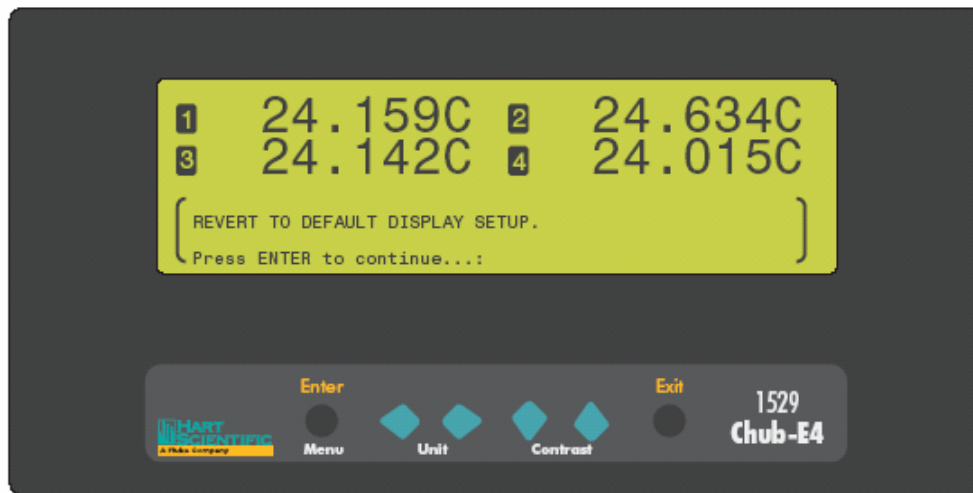 1 24.159C 2 24.634C
3 24.142C 4 24.015C
REVERT TO DEFAULT DISPLAY SETUP.
Press ENTER to continue...:
Enter Exit
HART
SCIENTIFIC
A Fluke Company
Menu Unit Contrast
1529
Chub-E4